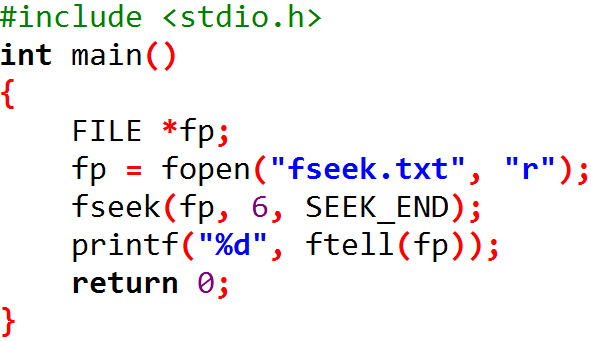 #include <stdio.h>
int main()
{
    FILE *fp;
    fp = fopen("fseek.txt", "r");
    fseek(fp, 6, SEEK_END);
    printf("%d", ftell(fp));
    return 0;
}